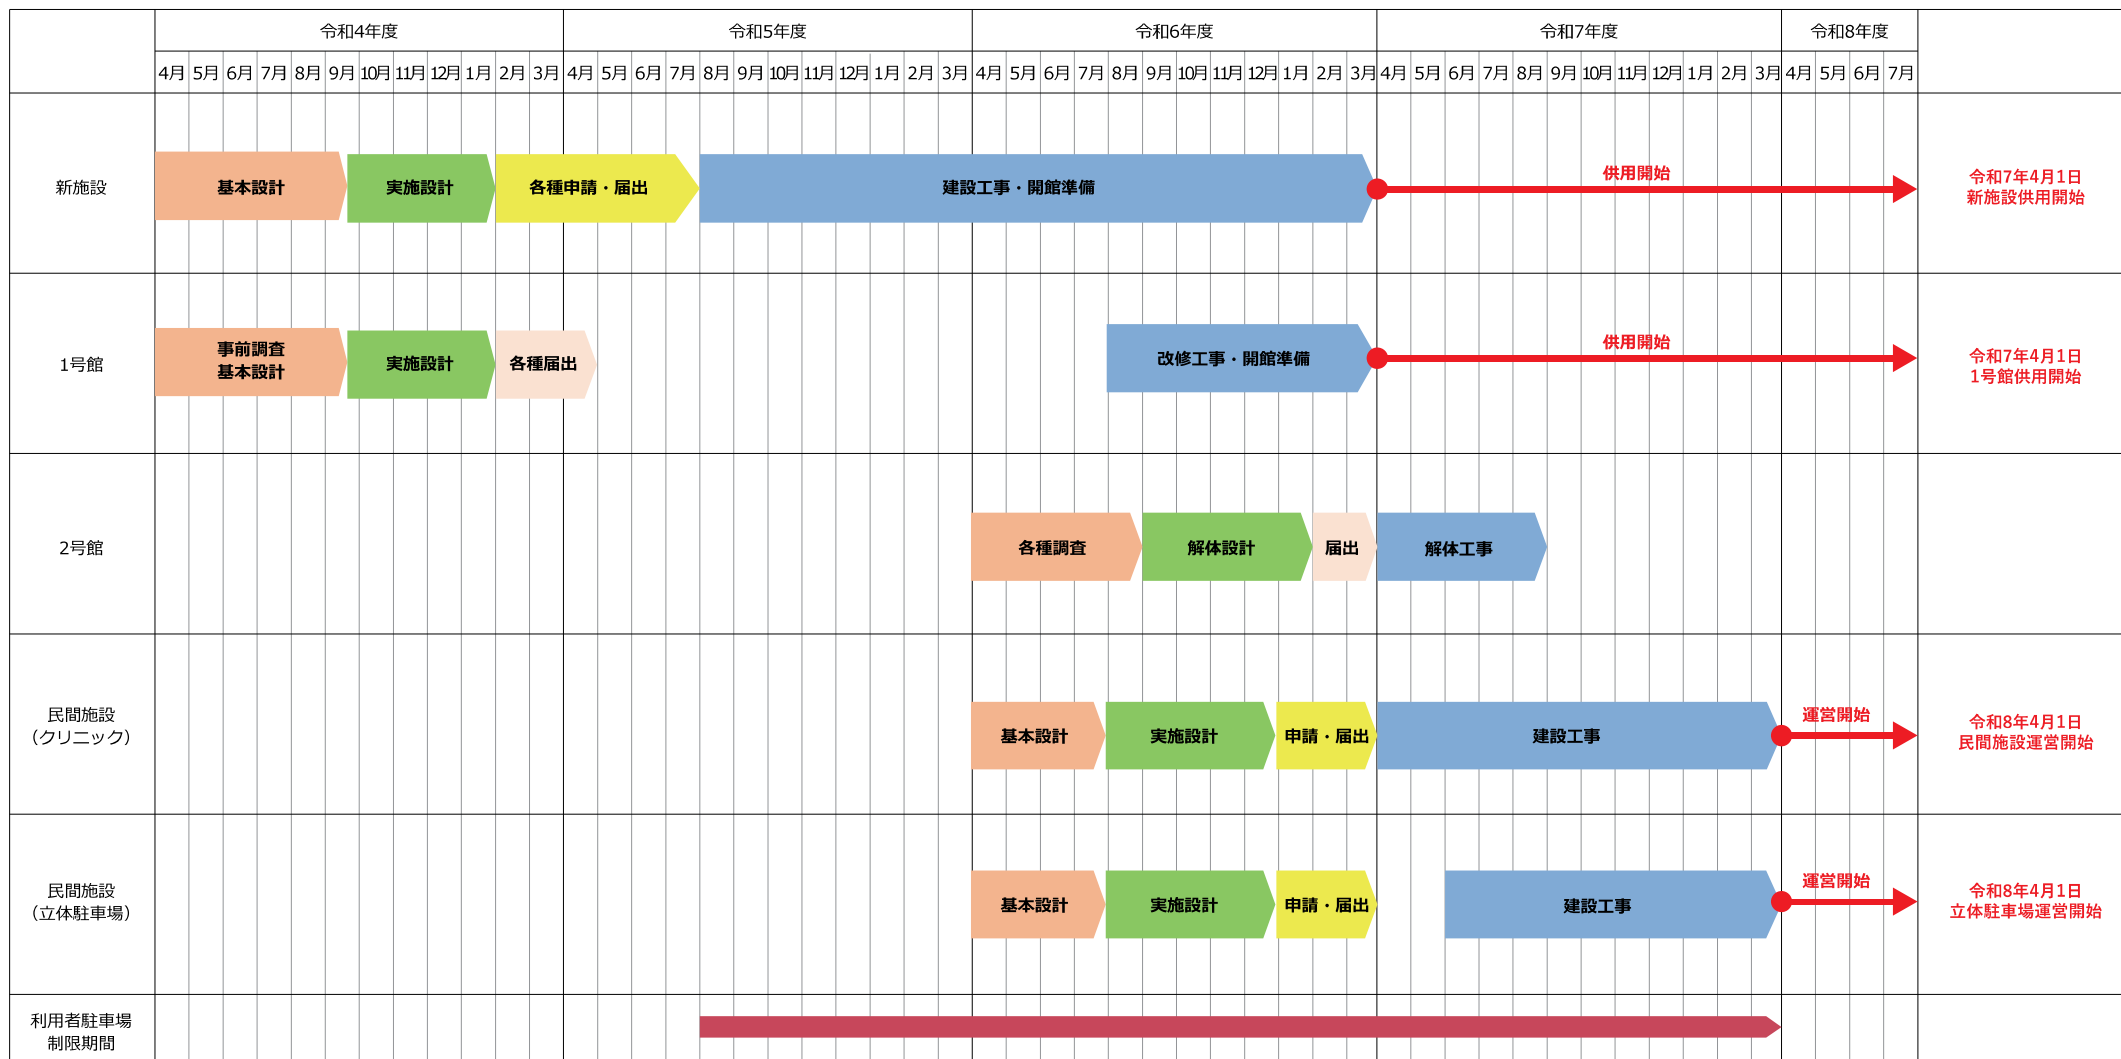 令和4年度 令和5年度 令和6年度 令和7年度 令和8年度
4月 5月 6月 7月 8月 9月 10月 11月 12月 1月 2月 3月 4月 5月 6月 7月 8月 9月 10月 11月 12月 1月 2月 3月 4月 5月 6月 7月 8月 9月 10月 11月 12月 1月 2月 3月 4月 5月 6月 7月 8月 9月 10月 11月 12月 1月 2月 3月 4月 5月 6月 7月
新施設
基本設計
実施設計
各種申請・届出
建設工事・開館準備
供用開始
令和7年4月1日
新施設供用開始
1号館
事前調査
基本設計
実施設計
各種届出
改修工事・開館準備
供用開始
令和7年4月1日
1号館供用開始
2号館
各種調査
解体設計
届出
解体工事
民間施設
（クリニック）
基本設計
実施設計
申請・届出
建設工事
運営開始
令和8年4月1日
民間施設運営開始
民間施設
（立体駐車場）
基本設計
実施設計
申請・届出
建設工事
運営開始
令和8年4月1日
立体駐車場運営開始
利用者駐車場
制限期間